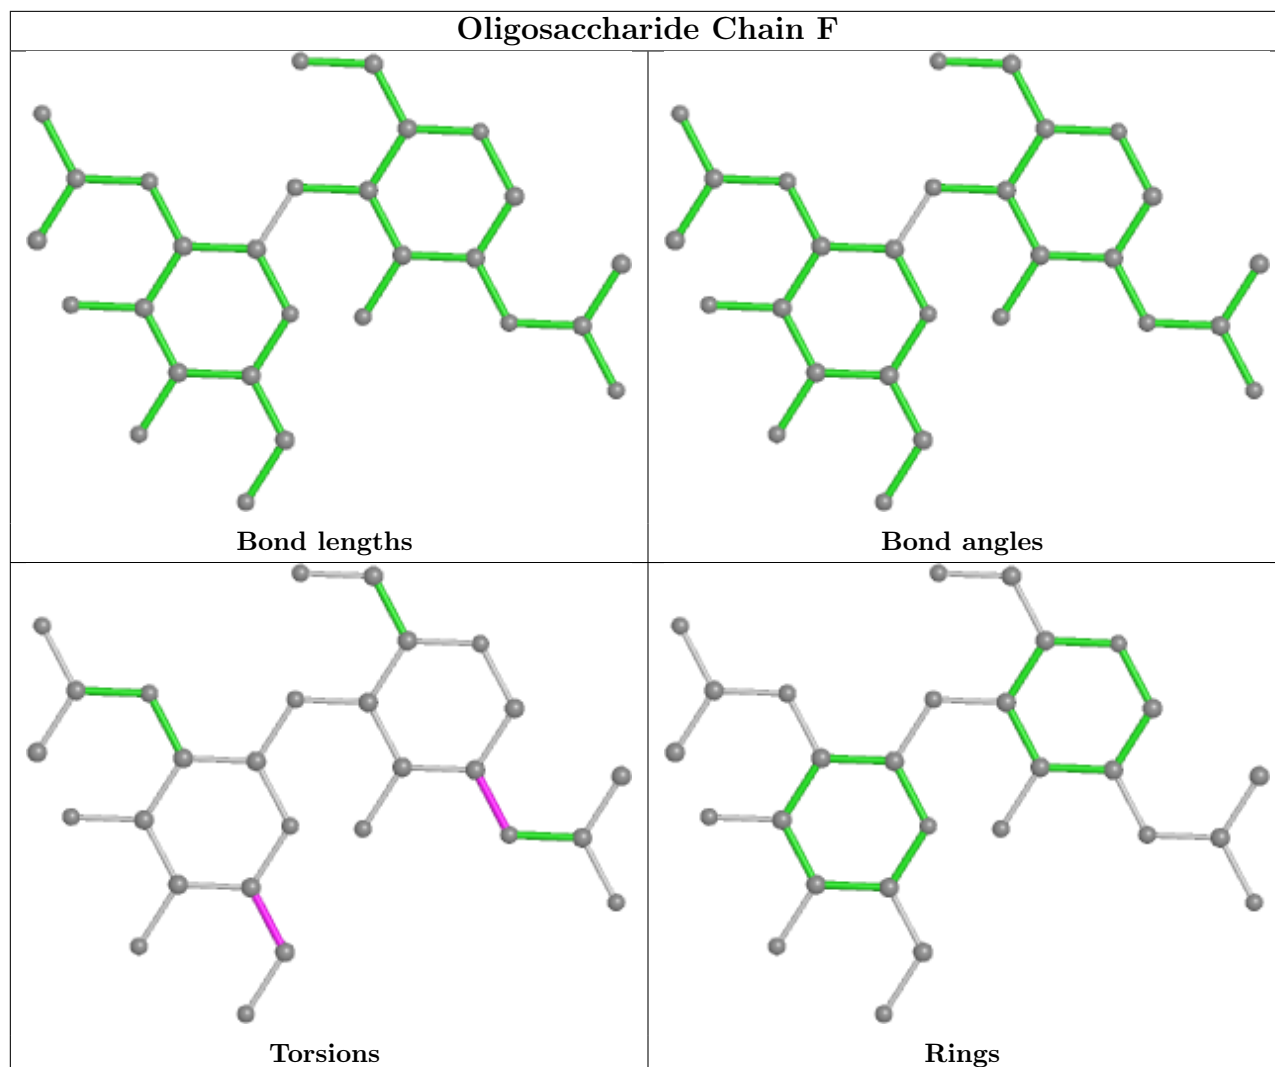 Oligosaccharide Chain F
Bond lengths
Bond angles
Torsions
Rings